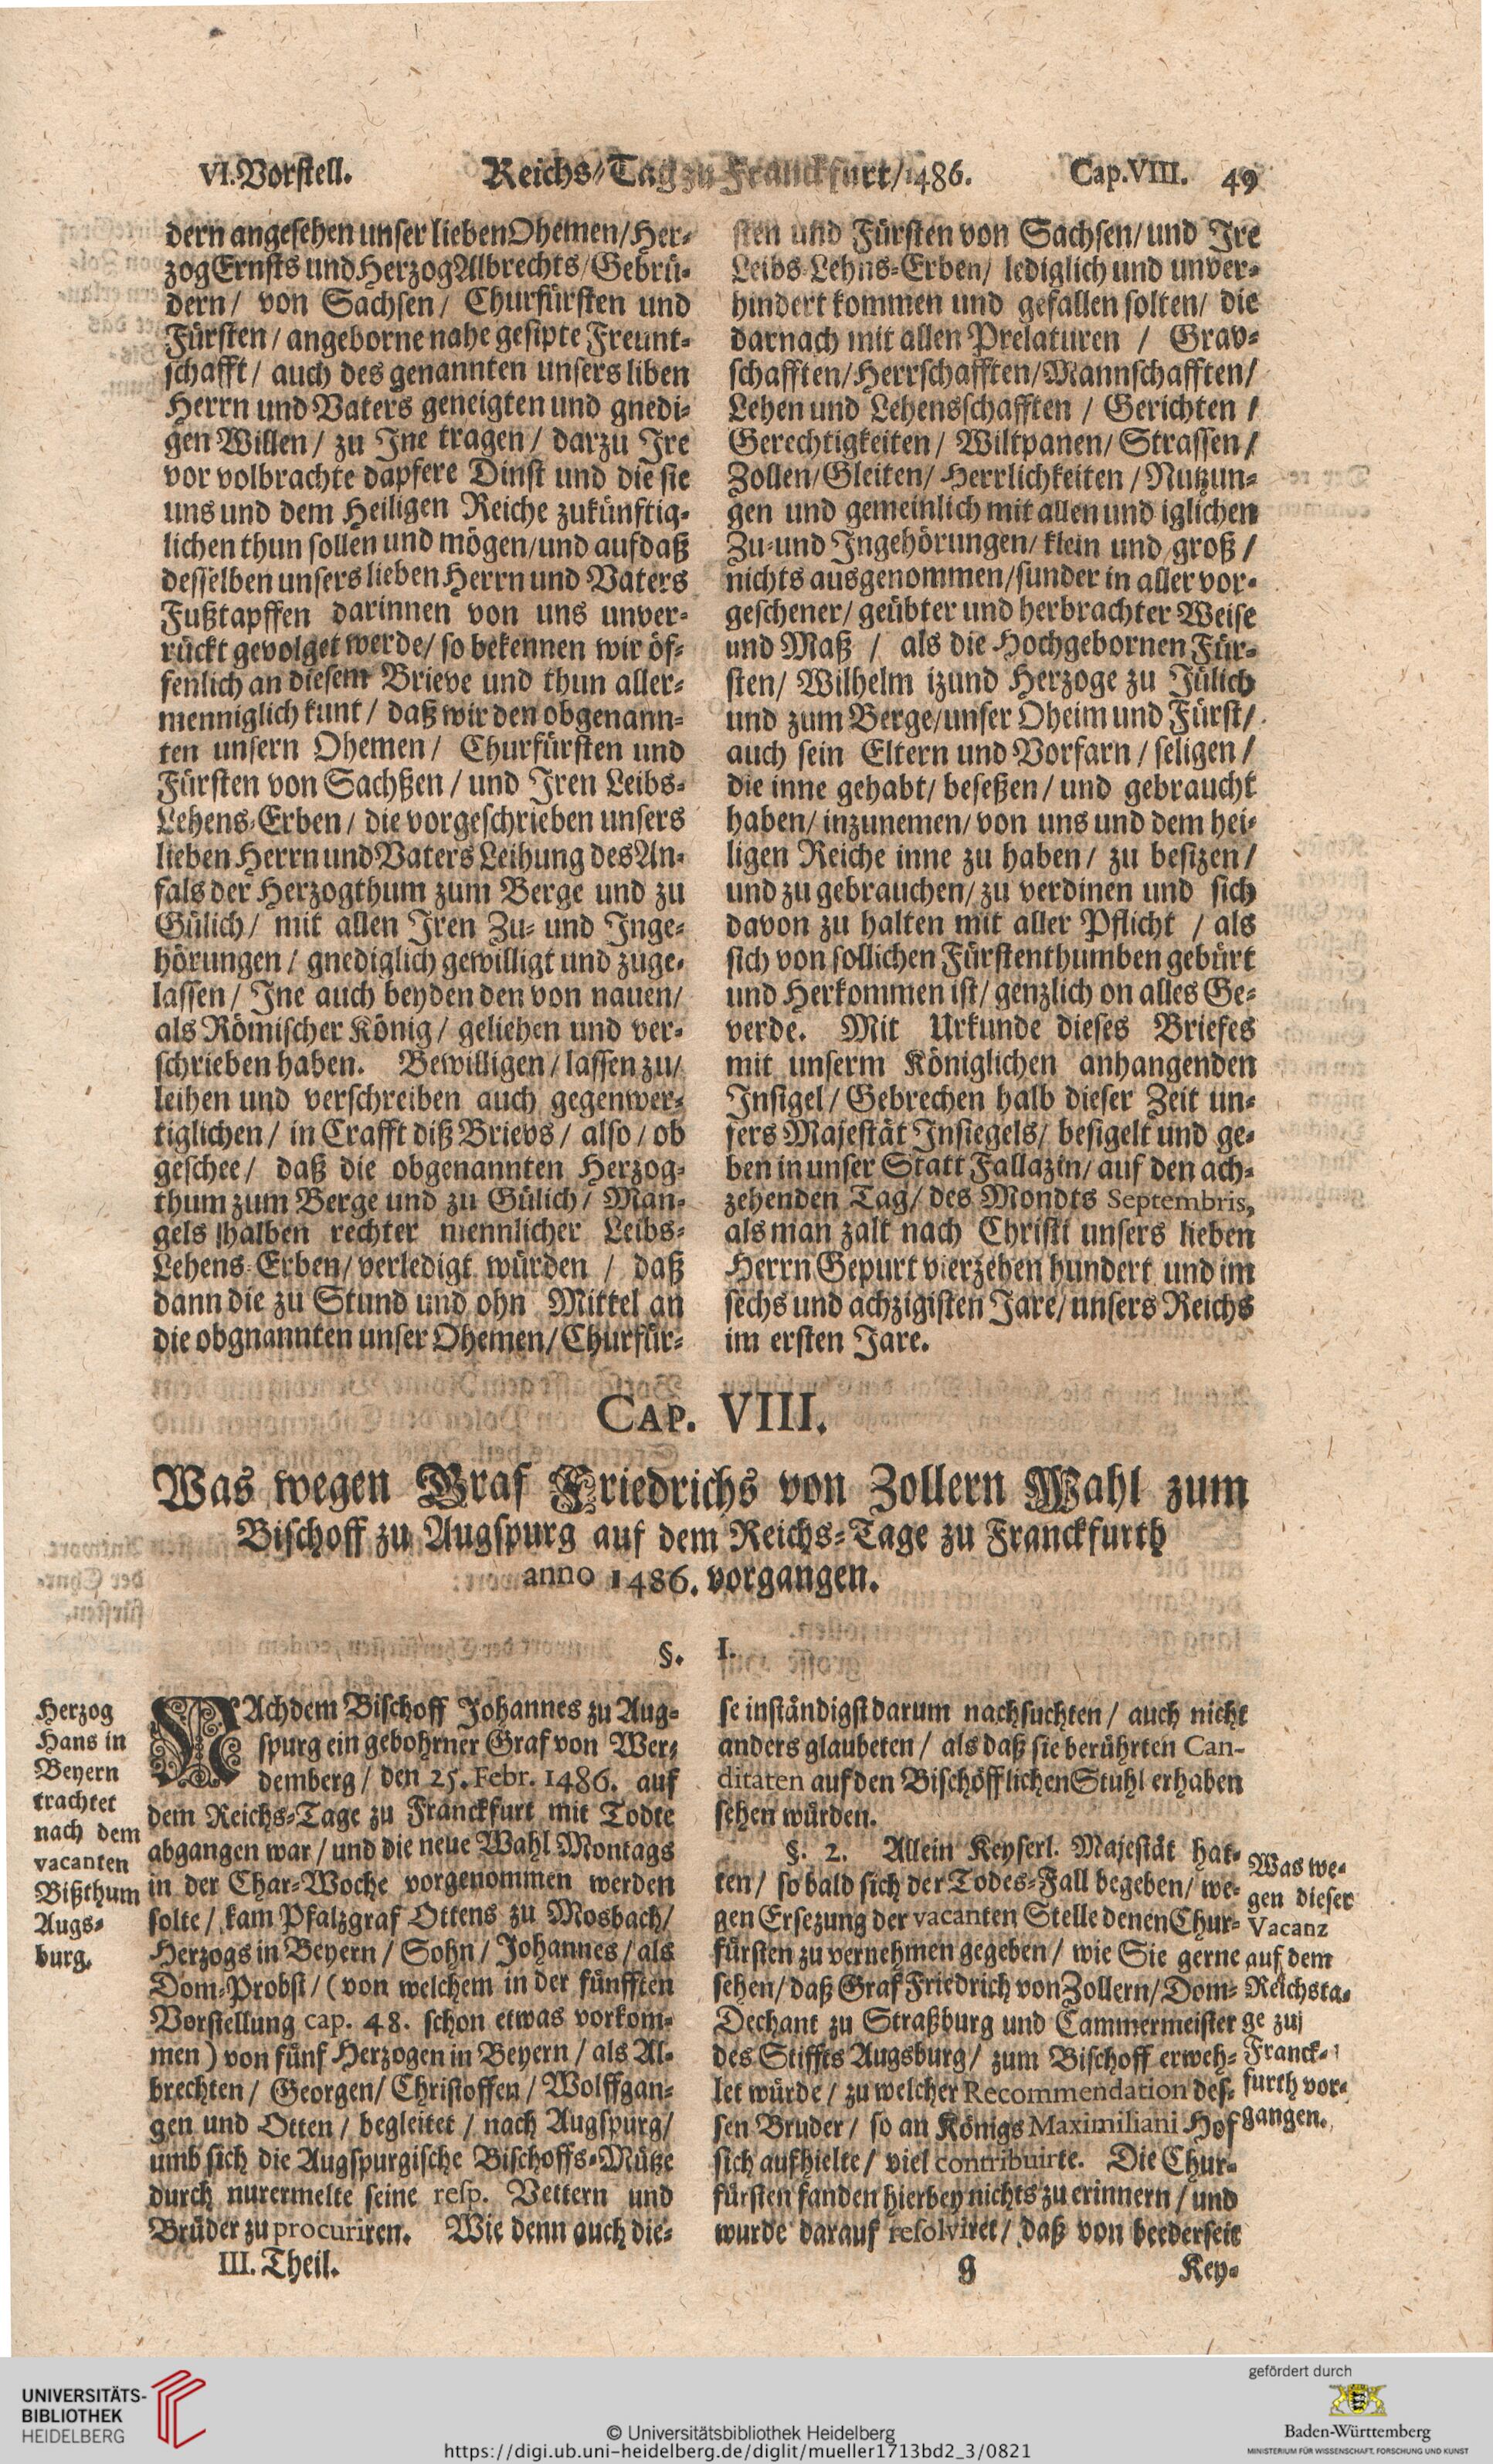 VI. Vorstell. Reichs-Tag zu Franckfurt/1486. Cap. VIII. 49
dern angesehen unser lieben Ohemen/Her-
zog Ernsts und Herzog Albrechts/Gebrü-
dern/ von Sachsen/ Churfürsten und
Fürsten/ angeborne nahe gesipte Freunt-
schafft/ auch des genannten unsers liben
Herrn und Vaters geneigten und gnedi-
gen Willen/ zu Jne tragen/ darzu Jre
vor volbrachte dapfere Dinst und die sie
uns und dem Heiligen Reiche zukünftig-
lichen thun sollen und mögen/und auf daß
desselben unsers lieben Herrn und Vaters
Fußtapffen darinnen von uns unver-
rückt gevolget werde/ so bekennen wir öf-
fenlich an diesem Brieve und thun aller-
menniglich kunt/ daß wir den obgenann-
ten unsern Ohemen/ Churfürsten und
Fürsten von Sachßen/ und Jren Leibs-
Lehens-Erben/ die vorgeschrieben unsers
lieben Herrn und Vaters Leihung des An-
fals der Herzogthum zum Berge und zu
Gülich/ mit allen Jren Zu- und Jnge-
hörungen/ gnediglich gewilligt und zuge-
lassen/ Jne auch beyden den von nauen/
als Römischer König/ geliehen und ver-
schrieben haben. Bewilligen/ lassen zu/
leihen und verschreiben auch gegenwer-
tiglichen/ in Crafft diß Brievs/ also/ ob
geschee/ daß die obgenannten Herzog-
thum zum Berge und zu Gülich/ Man-
gels halben rechter mennlicher Leibs-
Lehens-Erben/ verledigt würden / daß
dann die zu Stund und ohn Mittel an
die obgnannten unser Ohemen/Churfür-
sten und Fürsten von Sachsen/ und Jre
Leibs-Lehns-Erben/ lediglich und unver-
hindert kommen und gefallen solten/ die
darnach mit allen Prelaturen / Grav-
schafften/Herrschafften/Mannschafften/
Lehen und Lehensschafften / Gerichten /
Gerechtigkeiten/ Wiltpanen/ Strassen/
Zollen/Gleiten/ Herrlichkeiten/Nutzun-
gen und gemeinlich mit allen und iglichen
Zu-und Jngehörungen/ klein und groß/
nichts ausgenommen/sunder in aller vor-
geschener/ geübter und herbrachter Weise
und Maß / als die Hochgebornen Für-
sten/ Wilhelm izund Herzoge zu Jülich
und zum Berge/unser Oheim und Fürst/
auch sein Eltern und Vorfarn/ seligen/
die inne gehabt/ beseßen/ und gebraucht
haben/ inzunemen/ von uns und dem hei-
ligen Reiche inne zu haben/ zu besizen/
und zu gebrauchen/ zu verdinen und sich
davon zu halten mit aller Pflicht / als
sich von sollichen Fürstenthumben gebürt
und Herkommen ist/ genzlich on alles Ge-
verde. Mit Urkunde dieses Briefes
mit unserm Königlichen anhangenden
Jnsigel/ Gebrechen halb dieser Zeit un-
sers Majestät Jnsiegels/ besigelt und ge-
ben in unser Statt Fallazin/ auf den ach-
zehenden Tag/ des Mondts Septembris,
als man zalt nach Christi unsers lieben
Herrn Gepurt vierzehen hundert und im
sechs und achzigisten Jare/unsers Reichs
im ersten Jare.
CAP. VIII.
Was wegen Graf Friedrichs von Zollern Wahl zum
Bischoff zu Augspurg auf dem Reichs-Tage zu Franckfurth
anno 1486. vorgangen.
§. 1.
Herzog
Hans in
Beyern
trachtet
nach dem
vacanten
Bißthum
Augs-
burg.
NAchdem Bischoff Johannes zu Aug-
spurg ein gebohrner Graf von Wer-
demberg/ den 25. Febr. 1486. auf
dem Reichs-Tage zu Franckfurt mit Todte
abgangen war/ und die neue Wahl Montags
in der Char-Woche vorgenommen werden
solte/ kam Pfalzgraf Ottens zu Mosbach/
Herzogs in Beyern/ Sohn/ Johannes/ als
Dom-Probst/ (von welchem in der fünfften
Vorstellung cap. 48. schon etwas vorkom-
men) von fünf Herzogen in Beyern/ als Al-
brechten/ Georgen/ Christoffen/ Wolffgan-
gen und Otten/ begleitet/ nach Augspurg/
umb sich die Augspurgische Bischoffs-Mütze
durch nurermelte seine resp. Vettern und
Brüder zu procuriren. Wie denn auch die-
III. Theil.
se inständigst darum nachsuchten/ auch nicht
anders glaubeten/ als daß sie berührten Can-
ditaten auf den Bischöfflichen Stuhl erhaben
sehen würden.
§. 2. Allein Keyserl. Majestät hat-
ten/ so bald sich der Todes-Fall begeben/ we-
gen Ersezung der vacanten Stelle denen Chur-
fürsten zu vernehmen gegeben/ wie Sie gerne
sehen/ daß Graf Friedrich von Zollern/ Dom-
Dechant zu Straßburg und Cammermeister
des Stiffts Augsburg/ zum Bischoff erweh-
let würde/ zu welcher Recommendation des-
sen Bruder/ so an Königs Maximiliani Hof
sich aufhielte/ viel contribuirte. Die Chur-
fürsten fanden hierbey nichts zu erinnern/ und
wurde darauf resolviret/ daß von beederseit
g Key-
Was we-
gen dieser
Vacanz
auf dem
Reichsta-
ge zu
Franck-
furth vor-
gangen.
UNIVERSITÄTS-
BIBLIOTHEK
HEIDELBERG
© Universitätsbibliothek Heidelberg
https://digi.ub.uni-heidelberg.de/diglit/mueller1713bd2_3/0821
gefördert durch
Baden-Württemberg
MINISTERIUM FÜR WISSENSCHAFT, FORSCHUNG UND KUNST